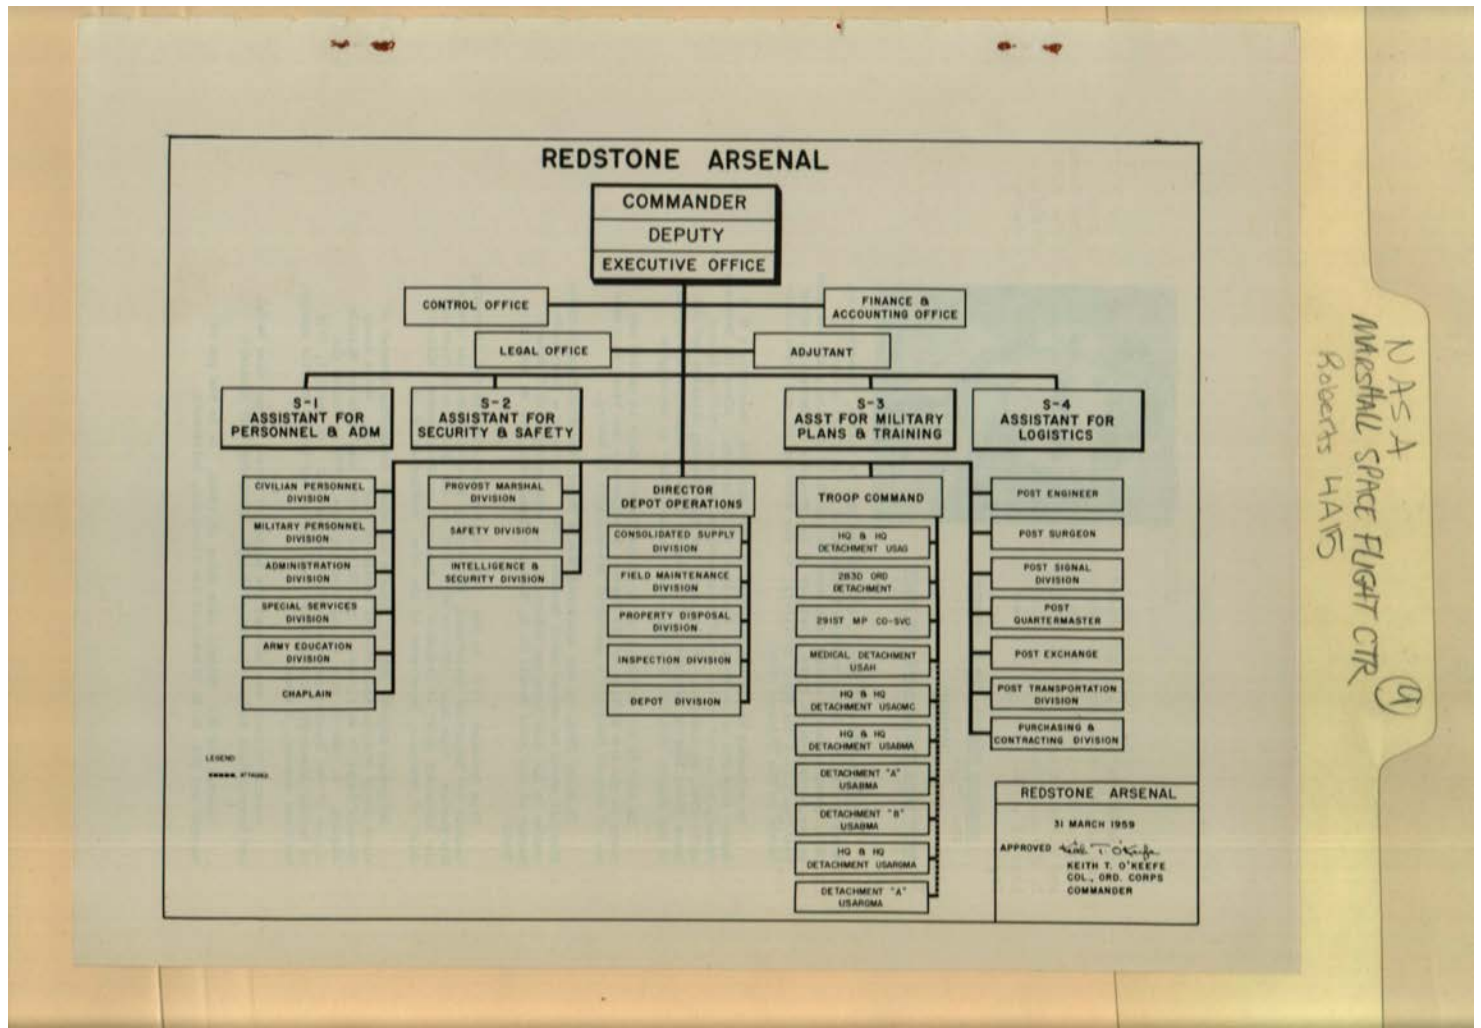 REDSTONE ARSENAL
COMMANDER
DEPUTY
EXECUTIVE OFFICE
CONTROL OFFICE
FINANCE &
ACCOUNTING OFFICE
LEGAL OFFICE
ADJUTANT
S-1
ASSISTANT FOR
PERSONNEL & ADM
S-2
ASSISTANT FOR
SECURITY & SAFETY
S-3
ASST FOR MILITARY
PLANS & TRAINING
S-4
ASSISTANT FOR
LOGISTICS
CIVILIAN PERSONNEL
DIVISION
MILITARY PERSONNEL
DIVISION
ADMINISTRATION
DIVISION
SPECIAL SERVICES
DIVISION
ARMY EDUCATION
DIVISION
CHAPLAIN
PROVOST MARSHAL
DIVISION
SAFETY DIVISION
INTELLIGENCE &
SECURITY DIVISION
DIRECTOR
DEPOT OPERATIONS
CONSOLIDATED SUPPLY
DIVISION
FIELD MAINTENANCE
DIVISION
PROPERTY DISPOSAL
DIVISION
INSPECTION DIVISION
DEPOT DIVISION
TROOP COMMAND
HQ & HQ
DETACHMENT USAG
283D ORD
DETACHMENT
291ST MP CO-SVC
MEDICAL DETACHMENT
USAH
HQ & HQ
DETACHMENT USAOMC
HQ & HQ
DETACHMENT USABMA
DETACHMENT "A"
USABMA
DETACHMENT "B"
USABMA
HQ & HQ
DETACHMENT USARGMA
DETACHMENT "A"
USARGMA
POST ENGINEER
POST SURGEON
POST SIGNAL
DIVISION
POST
QUARTERMASTER
POST EXCHANGE
POST TRANSPORTATION
DIVISION
PURCHASING &
CONTRACTING DIVISION
LEGEND
ATTACHED
REDSTONE ARSENAL
31 MARCH 1959
APPROVED Keith T O'Keefe
KEITH T. O'KEEFE
COL., ORD. CORPS
COMMANDER
NASA
MARSHALL SPACE FLIGHT CTR
Roberts